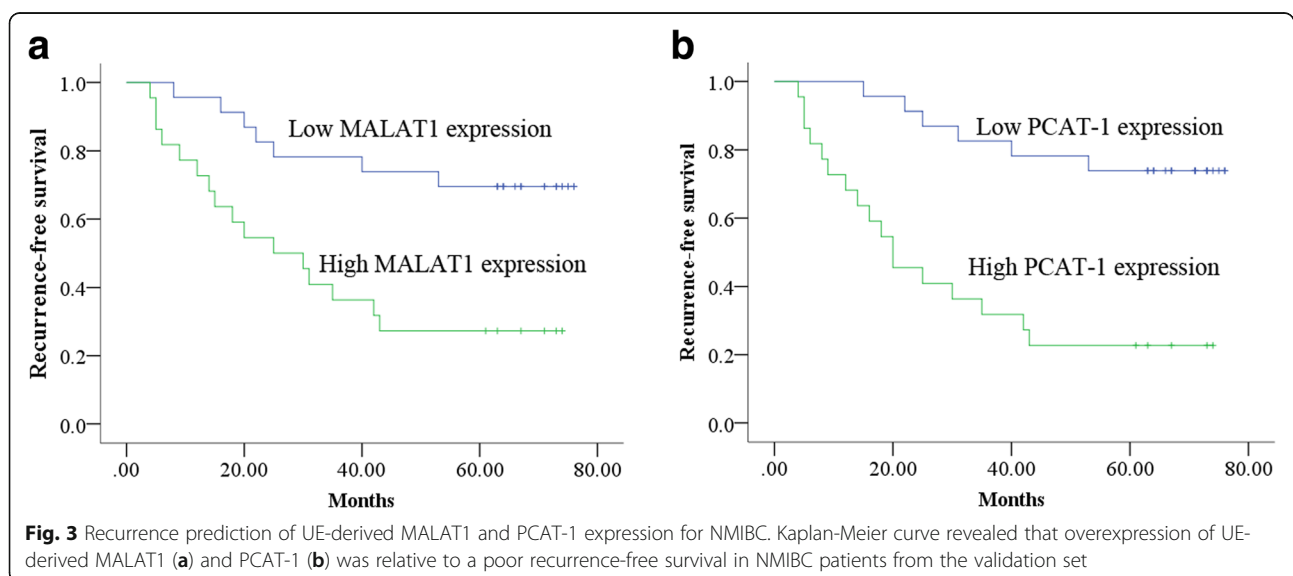 a
1.0
0.8
0.6
0.4
0.2
0.0
Recurrence-free survival
Low MALAT1 expression
High MALAT1 expression
.00 20.00 40.00 60.00 80.00
Months
b
1.0
0.8
0.6
0.4
0.2
0.0
Recurrence-free survival
Low PCAT-1 expression
High PCAT-1 expression
.00 20.00 40.00 60.00 80.00
Months
Fig. 3 Recurrence prediction of UE-derived MALAT1 and PCAT-1 expression for NMIBC. Kaplan-Meier curve revealed that overexpression of UE-
derived MALAT1 (a) and PCAT-1 (b) was relative to a poor recurrence-free survival in NMIBC patients from the validation set